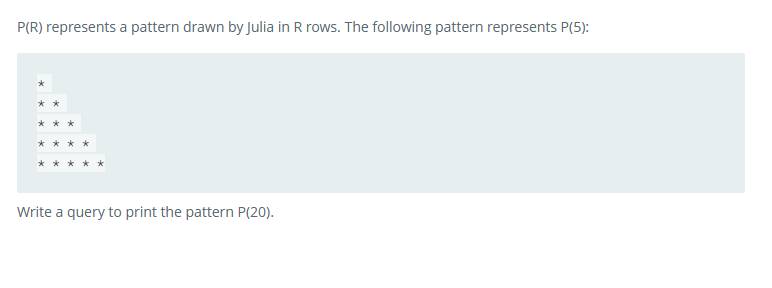 P(R) represents a pattern drawn by Julia in R rows. The following pattern represents P(5):
*
* *
* * *
* * * *
* * * * *
Write a query to print the pattern P(20).